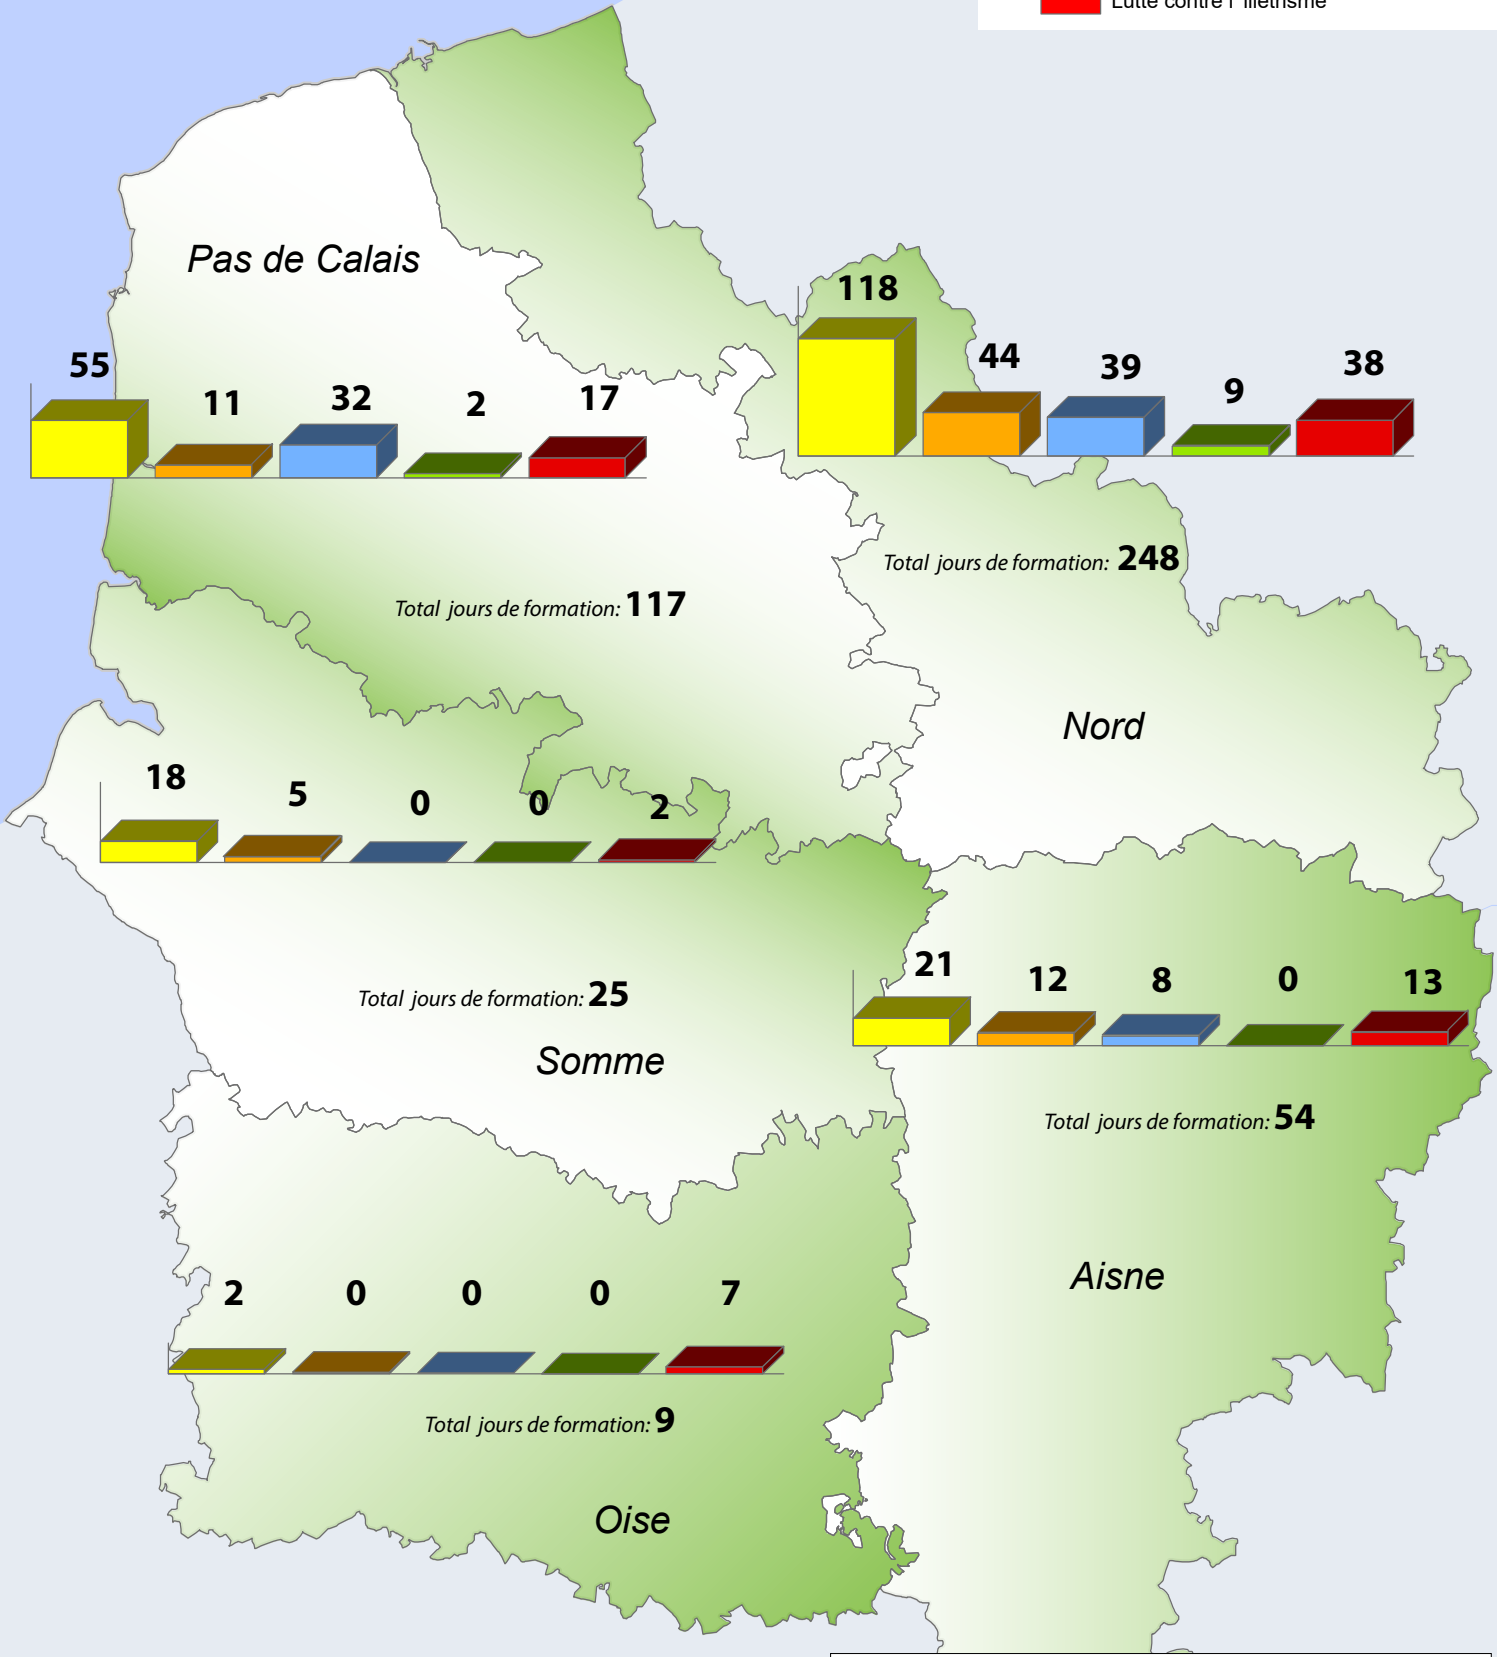 Lutte contre l' illétrisme
Pas de Calais
118
55
11
32
2
17
44
39
9
38
Total jours de formation: 248
Total jours de formation: 117
Nord
18
5
0
0
2
21
12
8
0
13
Total jours de formation: 25
Somme
Total jours de formation: 54
Aisne
2
0
0
0
7
Total jours de formation: 9
Oise